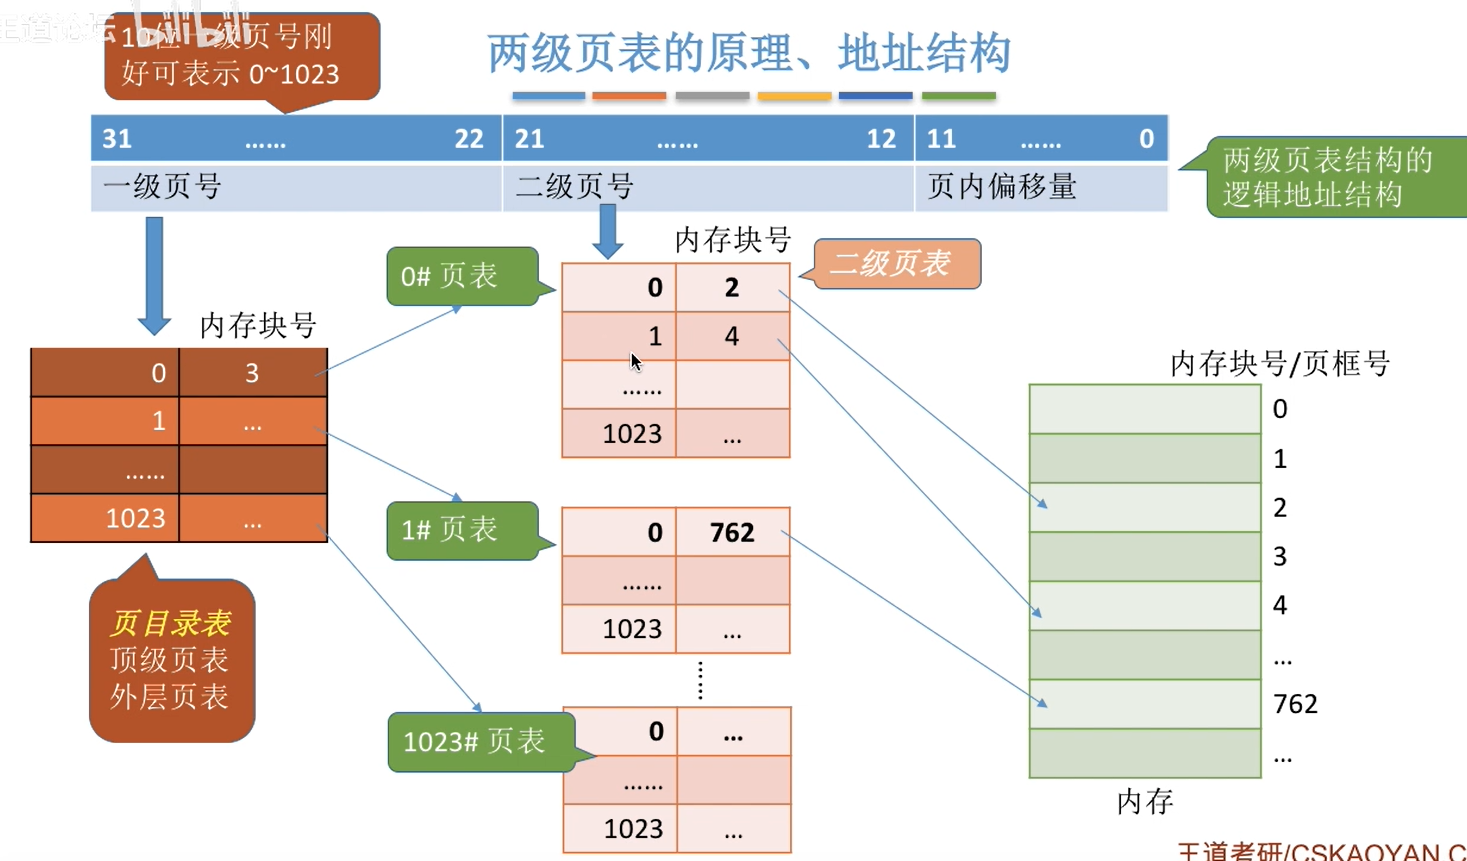 王道论坛
bilibili
10位一级页号刚
好可表示 0~1023
两级页表的原理、地址结构
31 …… 22 21 …… 12 11 …… 0
一级页号 二级页号 页内偏移量
两级页表结构的
逻辑地址结构
内存块号
0# 页表
二级页表
0 2
1 4
……
1023 ...
内存块号
0 3
1 ...
……
1023 ...
页目录表
顶级页表
外层页表
1# 页表
0 762
……
1023 ...
1023# 页表
0 ...
……
1023 ...
内存块号/页框号
0
1
2
3
4
...
762
...
内存
王道考研/CSKAOYAN.C